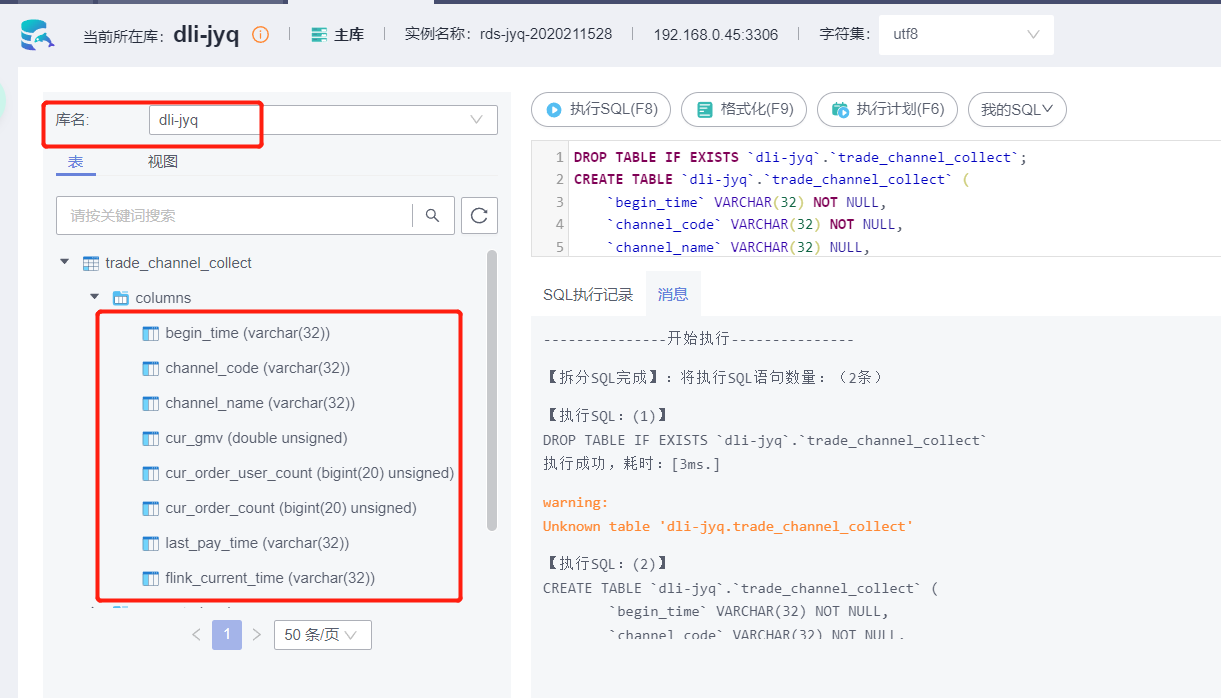 当前所在库: dli-jyq 主库 实例名称: rds-jyq-2020211528 192.168.0.45:3306 字符集: utf8
库名: dli-jyq
表 视图
请按关键词搜索
trade_channel_collect
columns
begin_time (varchar(32))
channel_code (varchar(32))
channel_name (varchar(32))
cur_gmv (double unsigned)
cur_order_user_count (bigint(20) unsigned)
cur_order_count (bigint(20) unsigned)
last_pay_time (varchar(32))
flink_current_time (varchar(32))
1 50 条/页
执行SQL(F8) 格式化(F9) 执行计划(F6) 我的SQL
1 DROP TABLE IF EXISTS `dli-jyq`.`trade_channel_collect`;
2 CREATE TABLE `dli-jyq`.`trade_channel_collect` (
3 `begin_time` VARCHAR(32) NOT NULL,
4 `channel_code` VARCHAR(32) NOT NULL,
5 `channel_name` VARCHAR(32) NULL,
SQL执行记录 消息
---------------开始执行---------------
【拆分SQL完成】: 将执行SQL语句数量: （2条）
【执行SQL: (1)】
DROP TABLE IF EXISTS `dli-jyq`.`trade_channel_collect`
执行成功，耗时: [3ms.]
warning:
Unknown table 'dli-jyq.trade_channel_collect'
【执行SQL: (2)】
CREATE TABLE `dli-jyq`.`trade_channel_collect` (
`begin_time` VARCHAR(32) NOT NULL,
`channel_code` VARCHAR(32) NOT NULL,